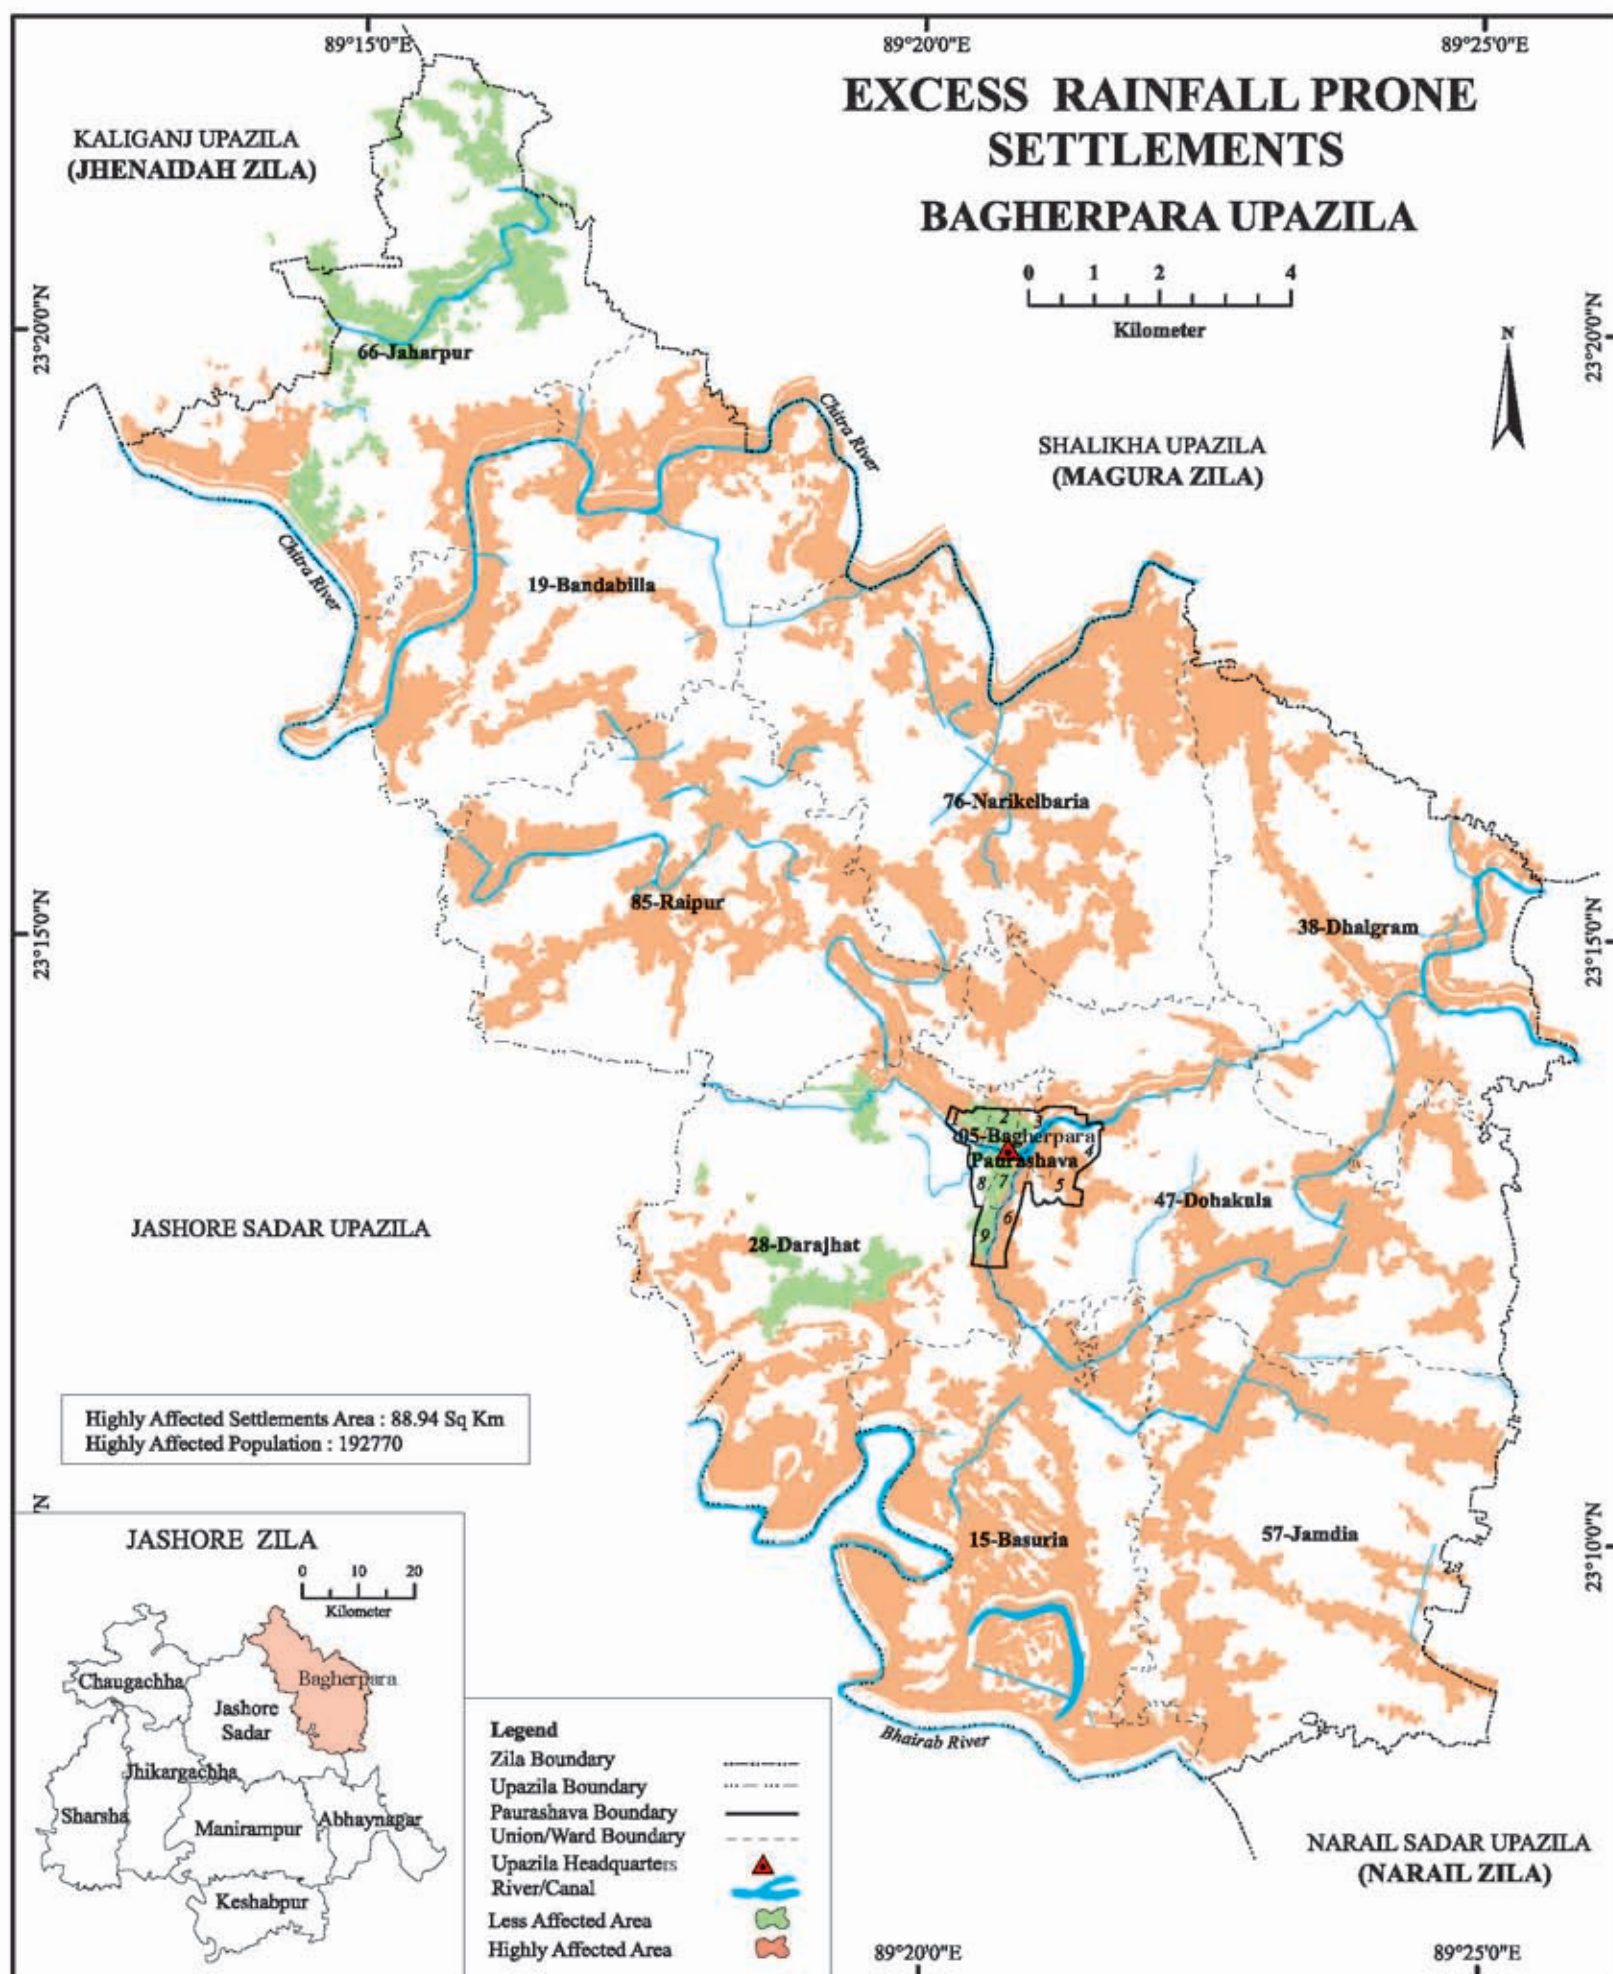 89°15'0"E
89°20'0"E
89°25'0"E
EXCESS RAINFALL PRONE
SETTLEMENTS
BAGHERPARA UPAZILA
0 1 2 4
Kilometer
KALIGANJ UPAZILA
(JHENAIDAH ZILA)
23°20'0"N
23°20'0"N
N
66-Jaharpur
Chitra River
SHALIKHA UPAZILA
(MAGURA ZILA)
Chitra River
19-Bandabilla
76-Narikelbaria
85-Raipur
38-Dhalgram
23°15'0"N
23°15'0"N
1
2
3
05-Bagherpara
Paurashava
4
8
7
5
6
9
47-Dohakula
JASHORE SADAR UPAZILA
28-Darajhat
Highly Affected Settlements Area : 88.94 Sq Km
Highly Affected Population : 192770
"N
15-Basuria
57-Jamdia
23°10'0"N
JASHORE ZILA
0 10 20
Kilometer
Chaugachha
Bagherpara
Jashore
Sadar
Jhikargachha
Sharsha
Manirampur
Abhaynagar
Keshabpur
Bhairab River
Legend
Zila Boundary
Upazila Boundary
Paurashava Boundary
Union/Ward Boundary
Upazila Headquarters
River/Canal
Less Affected Area
Highly Affected Area
NARAIL SADAR UPAZILA
(NARAIL ZILA)
89°20'0"E
89°25'0"E